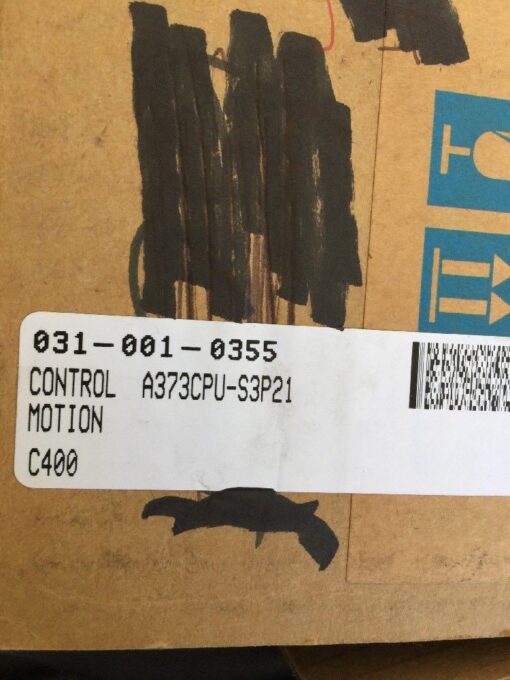 031-001-0355
CONTROL A373CPU-S3P21
MOTION
C400